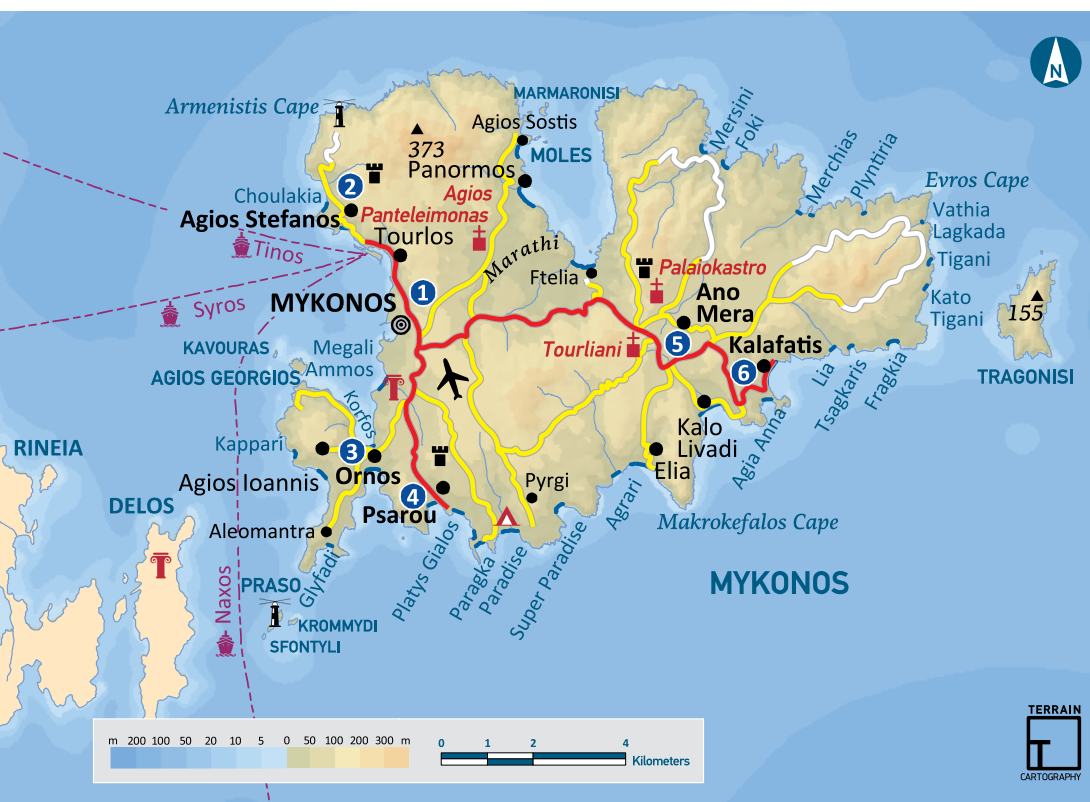 N
MARMARONISI
Armenistis Cape
Agios Sostis
373
MOLES
Panormos
Mersini
Foki
Merchias
Plyntiria
Evros Cape
2
Choulakia
Agios Stefanos
Agios
Panteleimonas
Tourlos
Marathi
Vathia
Lagkada
Tinos
Ftelia
Palaiokastro
Tigani
MYKONOS
1
Ano
Mera
Kato
Tigani
155
Syros
KAVOURAS
Megali
Ammos
Tourliani
5
Kalafatis
6
AGIOS GEORGIOS
Korfos
Lia
Tsagkaris
Fragkia
TRAGONISI
RINEIA
Kappari
3
Ornos
Kalo
Livadi
Agia Anna
Elia
Agios Ioannis
4
Psarou
Pyrgi
DELOS
Aleomantra
Glyfadi
Platys Gialos
Paragka
Paradise
Super Paradise
Agrari
Makrokefalos Cape
Naxos
PRASO
KROMMYDI
SFONTYLI
MYKONOS
m 200 100 50 20 10 5 0 50 100 200 300 m
0 1 2 4
Kilometers
TERRAIN
T
CARTOGRAPHY